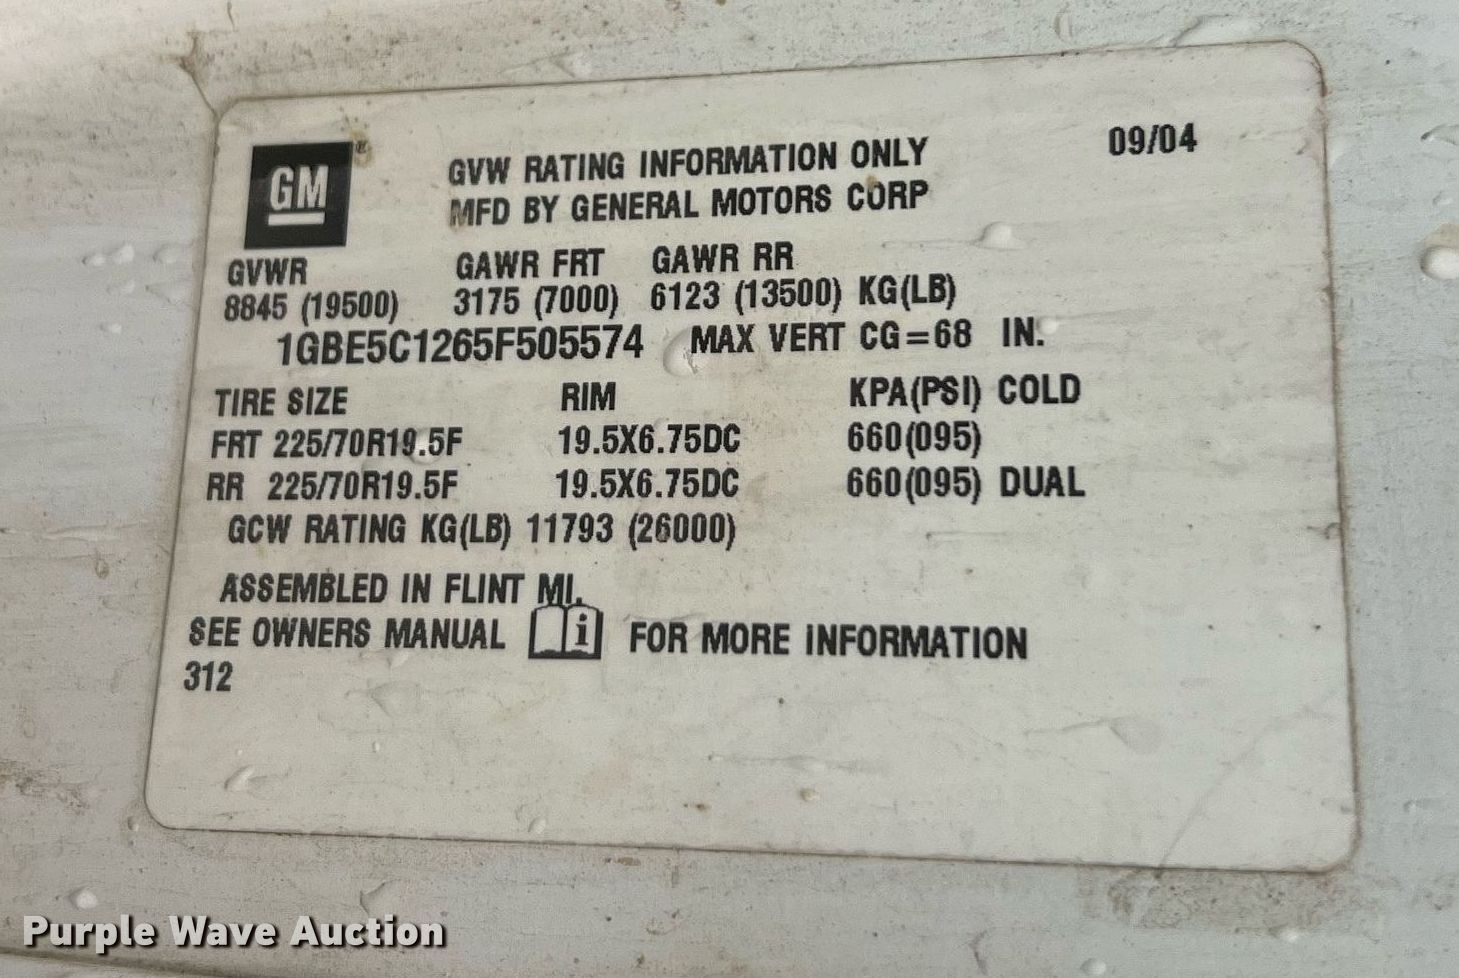 GM®
GVW RATING INFORMATION ONLY
09/04
MFD BY GENERAL MOTORS CORP
GVWR GAWR FRT GAWR RR
8845 (19500) 3175 (7000) 6123 (13500) KG(LB)
1GBE5C1265F505574 MAX VERT CG=68 IN.
TIRE SIZE RIM KPA(PSI) COLD
FRT 225/70R19.5F 19.5X6.75DC 660(095)
RR 225/70R19.5F 19.5X6.75DC 660(095) DUAL
GCW RATING KG(LB) 11793 (26000)
ASSEMBLED IN FLINT MI.
SEE OWNERS MANUAL i FOR MORE INFORMATION
312
Purple Wave Auction